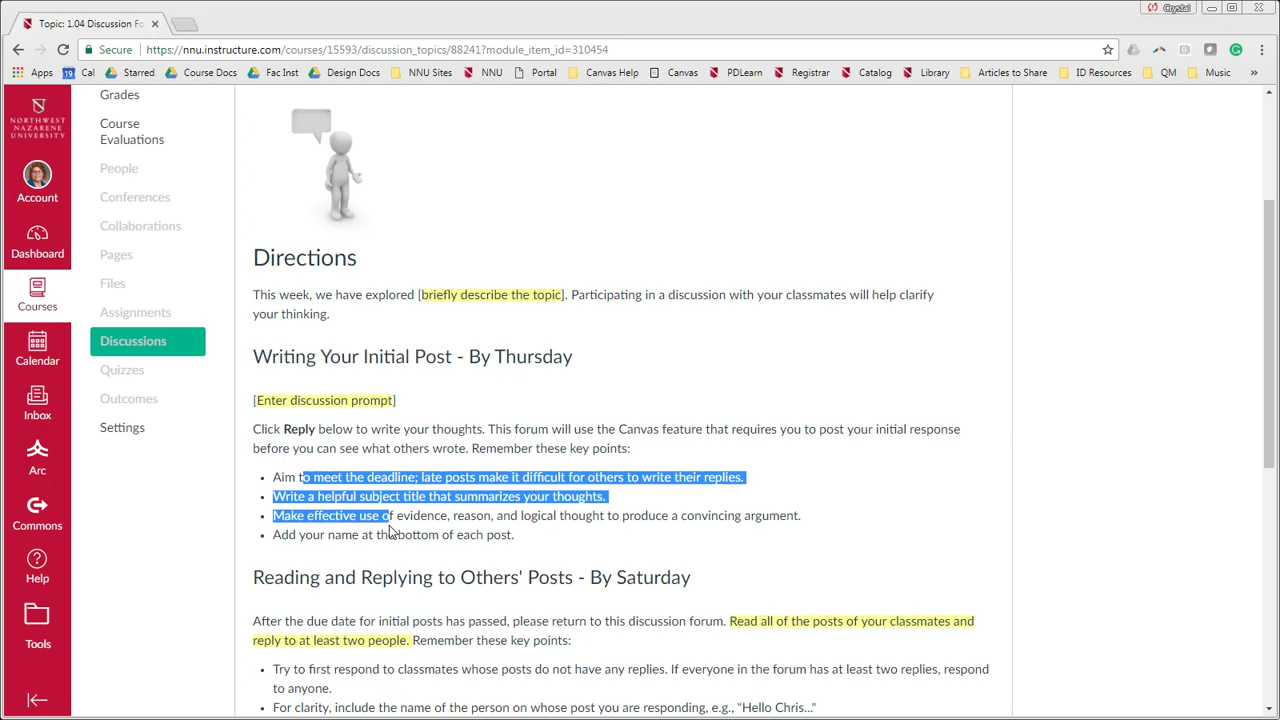 Crystal
Topic: 1.04 Discussion Fo
Secure https://nnu.instructure.com/courses/15593/discussion_topics/88241?module_item_id=310454
Apps 19 Cal Starred Course Docs Fac Inst Design Docs NNU Sites NNU Portal Canvas Help Canvas PDLearn Registrar Catalog Library Articles to Share ID Resources QM Music »
NORTHWEST
NAZARENE
UNIVERSITY
Account
Dashboard
Courses
Calendar
Inbox
Arc
Commons
Help
Tools
Grades
Course
Evaluations
People
Conferences
Collaborations
Pages
Files
Assignments
Discussions
Quizzes
Outcomes
Settings
Directions
This week, we have explored [briefly describe the topic]. Participating in a discussion with your classmates will help clarify
your thinking.
Writing Your Initial Post - By Thursday
[Enter discussion prompt]
Click Reply below to write your thoughts. This forum will use the Canvas feature that requires you to post your initial response
before you can see what others wrote. Remember these key points:
• Aim to meet the deadline; late posts make it difficult for others to write their replies.
• Write a helpful subject title that summarizes your thoughts.
• Make effective use of evidence, reason, and logical thought to produce a convincing argument.
• Add your name at the bottom of each post.
Reading and Replying to Others' Posts - By Saturday
After the due date for initial posts has passed, please return to this discussion forum. Read all of the posts of your classmates and
reply to at least two people. Remember these key points:
• Try to first respond to classmates whose posts do not have any replies. If everyone in the forum has at least two replies, respond
to anyone.
• For clarity, include the name of the person on whose post you are responding, e.g., "Hello Chris..."